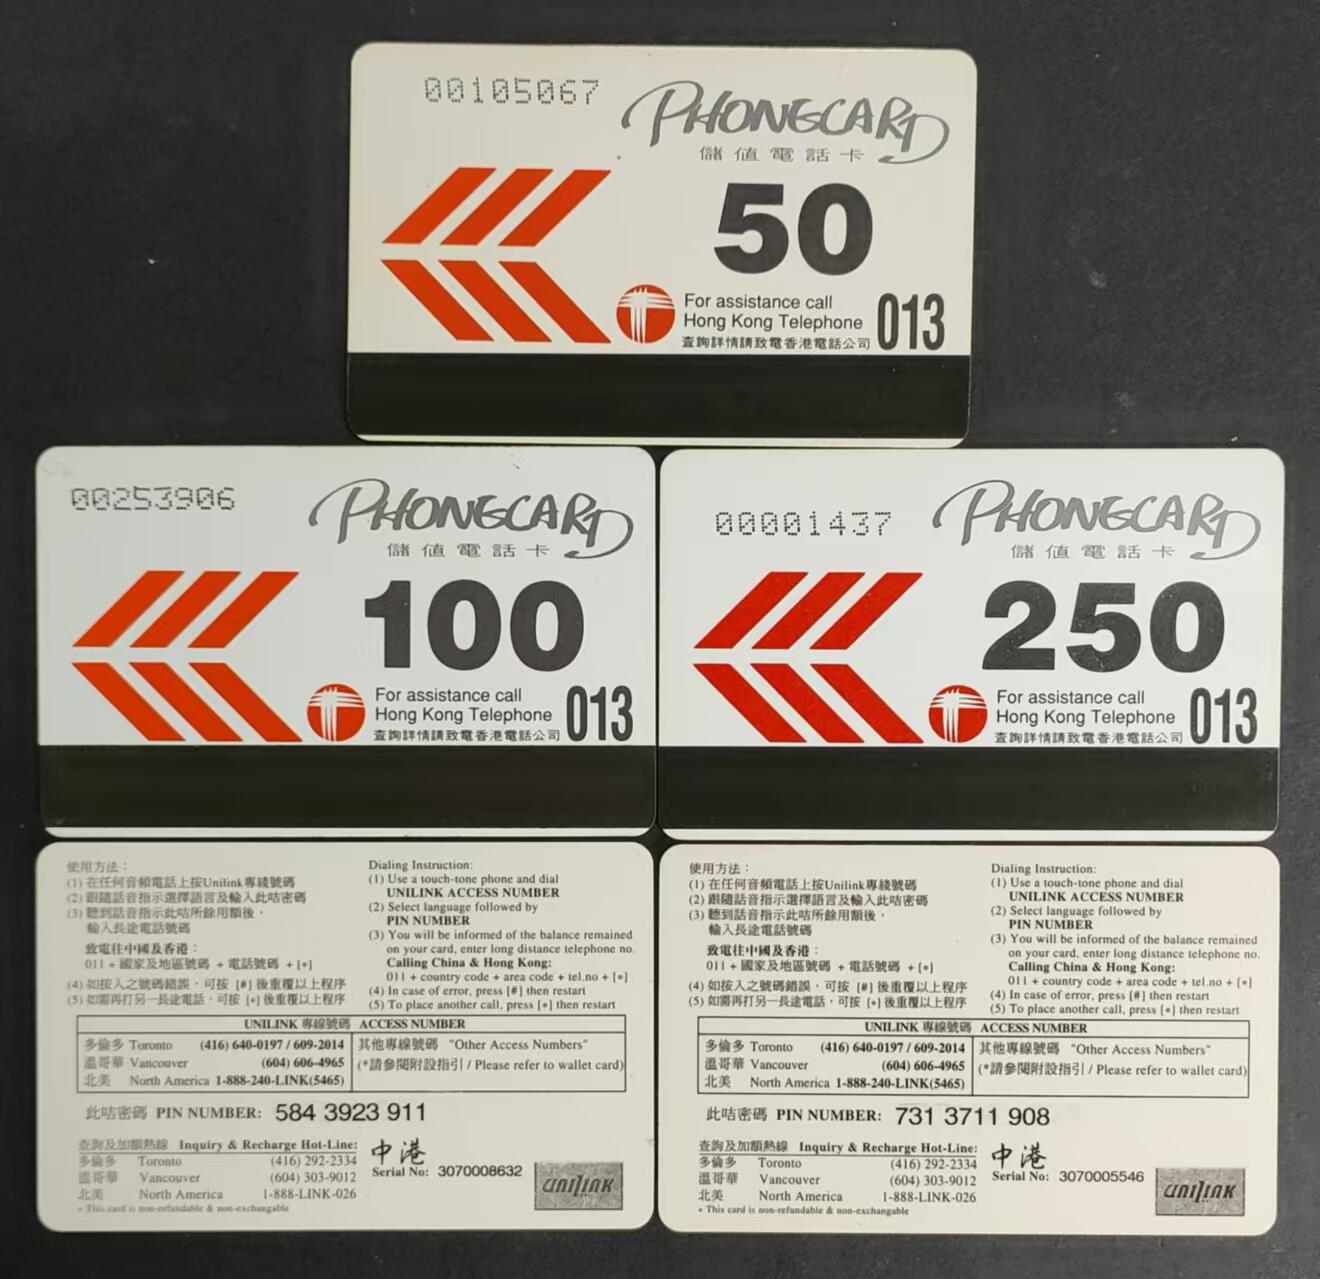 00105067
PHONECARD
儲值電話卡
50
For assistance call
Hong Kong Telephone
查詢詳情請致電香港電話公司
013
00253906
PHONECARD
儲值電話卡
100
For assistance call
Hong Kong Telephone
查詢詳情請致電香港電話公司
013
00001437
PHONECARD
儲值電話卡
250
For assistance call
Hong Kong Telephone
查詢詳情請致電香港電話公司
013
使用方法：
(1) 在任何音頻電話上按Unilink專綫號碼
(2) 跟隨話音指示選擇語言及輸入此咭密碼
(3) 聽到話音指示此咭所餘用額後，
輸入長途電話號碼
致電往中國及香港：
011 + 國家及地區號碼 + 電話號碼 + [*]
(4) 如按入之號碼錯誤，可按 [#] 後重覆以上程序
(5) 如需再打另一長途電話，可按 [*] 後重覆以上程序
Dialing Instruction:
(1) Use a touch-tone phone and dial
UNILINK ACCESS NUMBER
(2) Select language followed by
PIN NUMBER
(3) You will be informed of the balance remained
on your card, enter long distance telephone no.
Calling China & Hong Kong:
011 + country code + area code + tel.no + [*]
(4) In case of error, press [#] then restart
(5) To place another call, press [*] then restart
UNILINK 專線號碼 ACCESS NUMBER
多倫多 Toronto (416) 640-0197 / 609-2014
溫哥華 Vancouver (604) 606-4965
北美 North America 1-888-240-LINK(5465)
其他專線號碼 "Other Access Numbers"
(*請參閱附設指引 / Please refer to wallet card)
此咭密碼 PIN NUMBER: 584 3923 911
查詢及加額熱線 Inquiry & Recharge Hot-Line:
多倫多 Toronto (416) 292-2334
溫哥華 Vancouver (604) 303-9012
北美 North America 1-888-LINK-026
* This card is non-refundable & non-exchangable
中港
Serial No: 3070008632
UNILINK
使用方法：
(1) 在任何音頻電話上按Unilink專綫號碼
(2) 跟隨話音指示選擇語言及輸入此咭密碼
(3) 聽到話音指示此咭所餘用額後，
輸入長途電話號碼
致電往中國及香港：
011 + 國家及地區號碼 + 電話號碼 + [*]
(4) 如按入之號碼錯誤，可按 [#] 後重覆以上程序
(5) 如需再打另一長途電話，可按 [*] 後重覆以上程序
Dialing Instruction:
(1) Use a touch-tone phone and dial
UNILINK ACCESS NUMBER
(2) Select language followed by
PIN NUMBER
(3) You will be informed of the balance remained
on your card, enter long distance telephone no.
Calling China & Hong Kong:
011 + country code + area code + tel.no + [*]
(4) In case of error, press [#] then restart
(5) To place another call, press [*] then restart
UNILINK 專線號碼 ACCESS NUMBER
多倫多 Toronto (416) 640-0197 / 609-2014
溫哥華 Vancouver (604) 606-4965
北美 North America 1-888-240-LINK(5465)
其他專線號碼 "Other Access Numbers"
(*請參閱附設指引 / Please refer to wallet card)
此咭密碼 PIN NUMBER: 731 3711 908
查詢及加額熱線 Inquiry & Recharge Hot-Line:
多倫多 Toronto (416) 292-2334
溫哥華 Vancouver (604) 303-9012
北美 North America 1-888-LINK-026
* This card is non-refundable & non-exchangable
中港
Serial No: 3070005546
UNILINK